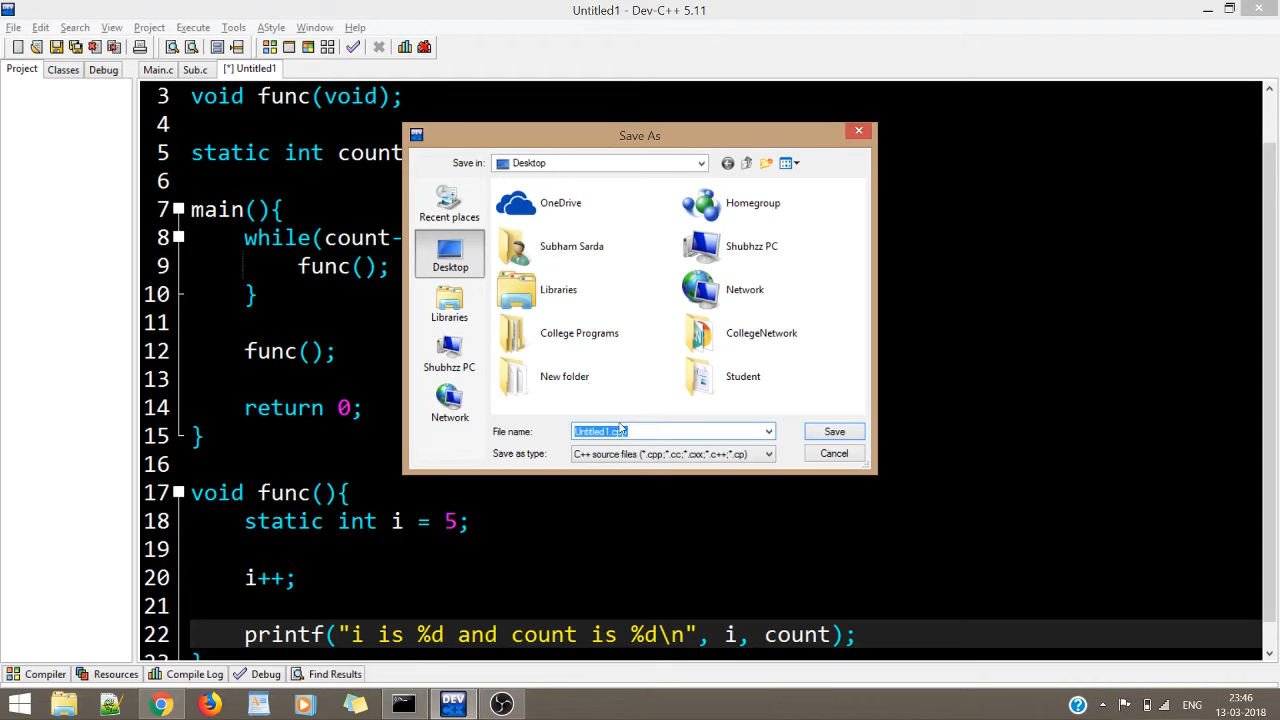 Untitled1 - Dev-C++ 5.11
File Edit Search View Project Execute Tools AStyle Window Help
Project Classes Debug Main.c Sub.c [*] Untitled1
3 void func(void);
4
5 static int count
6
7 main(){
8 while(count-
9 func();
10 }
11
12 func();
13
14 return 0;
15 }
16
17 void func(){
18 static int i = 5;
19
20 i++;
21
22 printf("i is %d and count is %d\n", i, count);
23 }
Save As
Save in: Desktop
Recent places
Desktop
Libraries
Shubhzz PC
Network
OneDrive Homegroup
Subham Sarda Shubhzz PC
Libraries Network
College Programs CollegeNetwork
New folder Student
File name: Untitled1.cpp Save
Save as type: C++ source files (*.cpp;*.cc;*.cxx;*.c++;*.cp) Cancel
Compiler Resources Compile Log Debug Find Results
DEV C++
ENG
23:46
13-03-2018